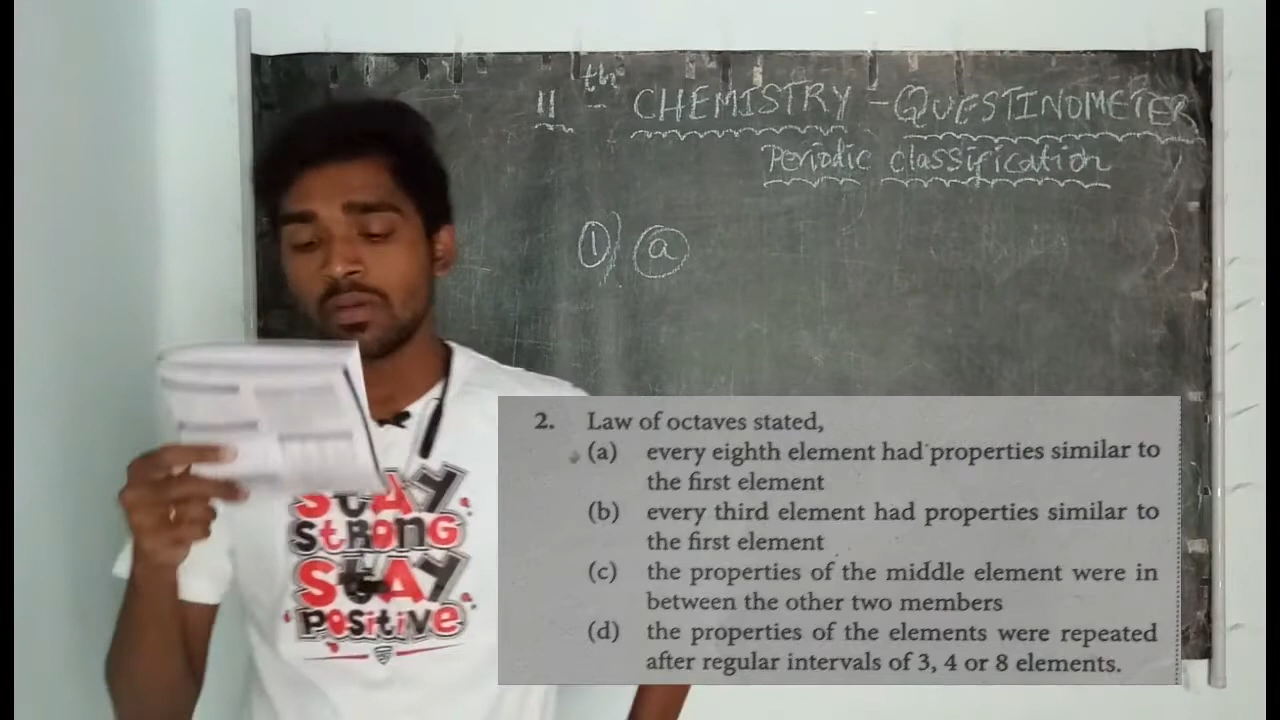 11th CHEMISTRY - QUESTINOMETER
Periodic classification
1) a
STAY
STRONG
STAY
POSITIVE
2. Law of octaves stated,
(a) every eighth element had properties similar to
the first element
(b) every third element had properties similar to
the first element
(c) the properties of the middle element were in
between the other two members
(d) the properties of the elements were repeated
after regular intervals of 3, 4 or 8 elements.